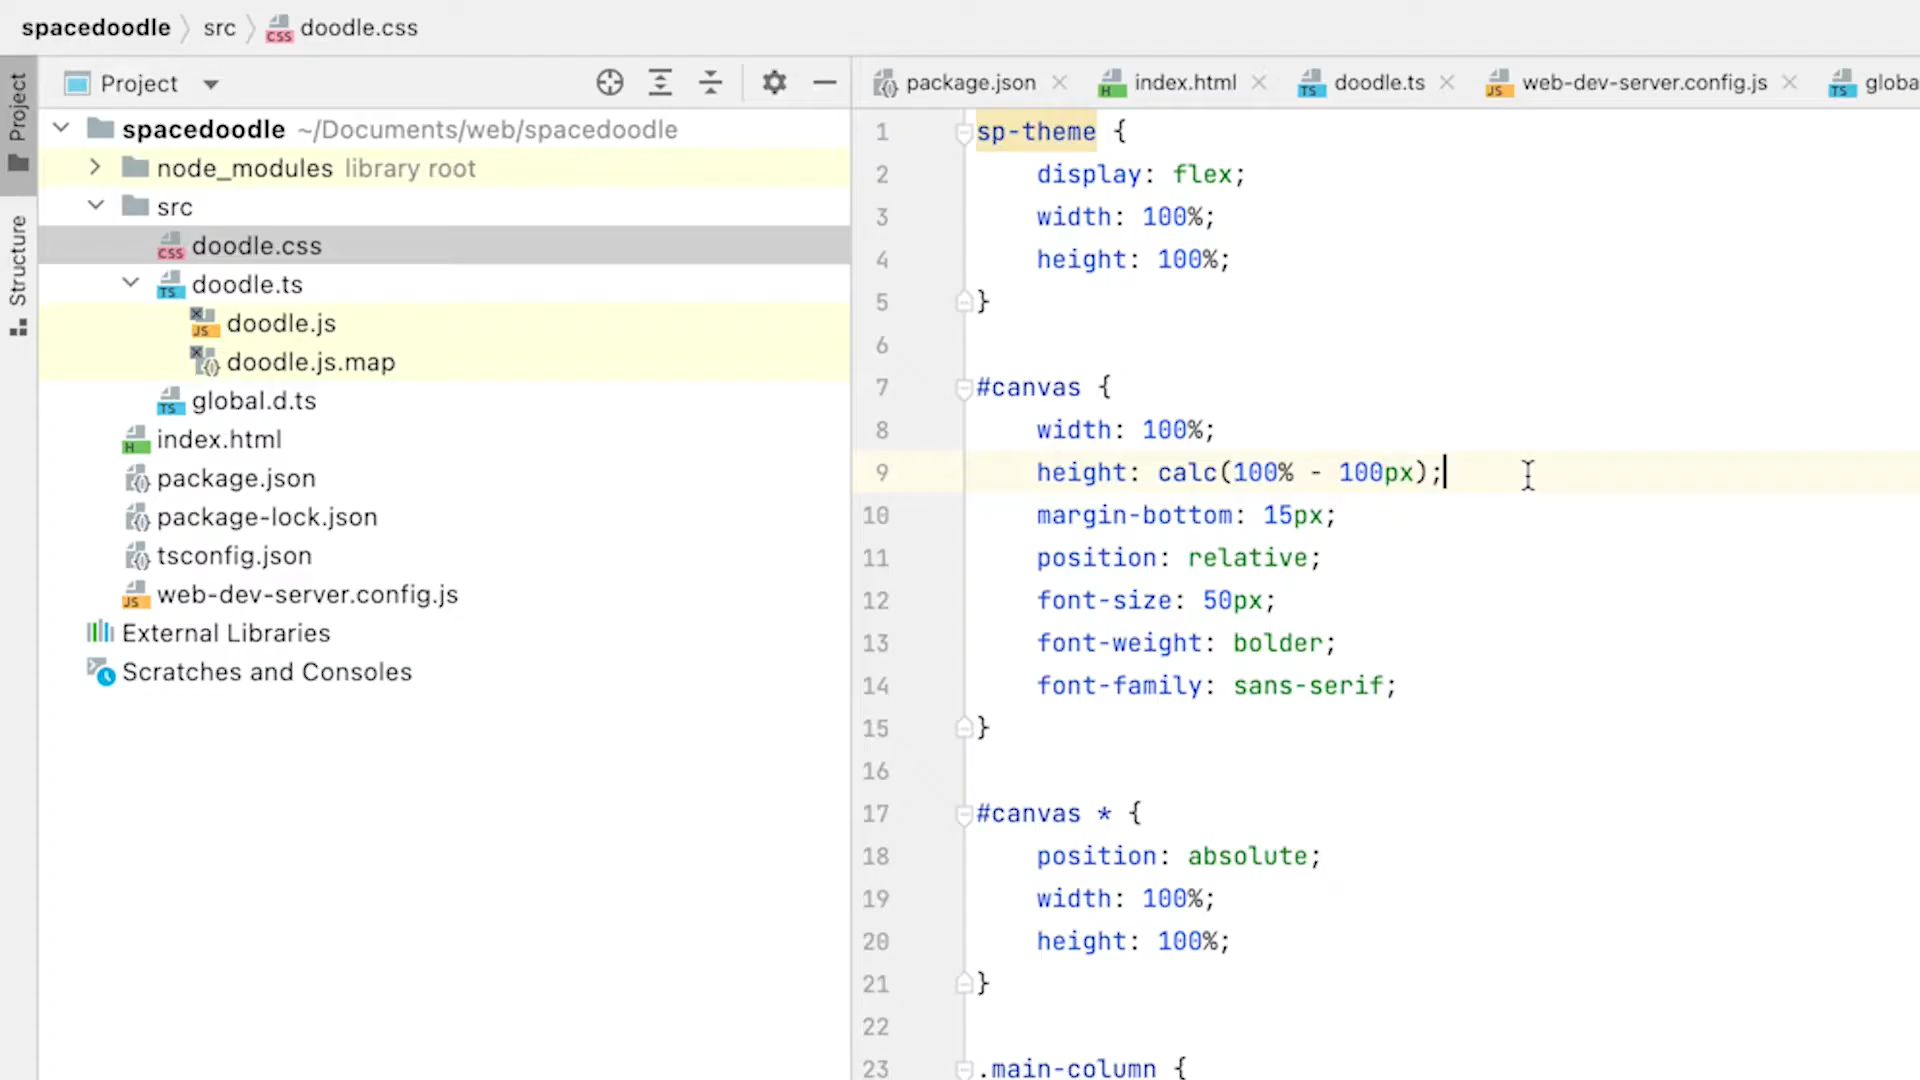 spacedoodle src doodle.css
Project
Structure
Project
spacedoodle ~/Documents/web/spacedoodle
node_modules library root
src
doodle.css
doodle.ts
doodle.js
doodle.js.map
global.d.ts
index.html
package.json
package-lock.json
tsconfig.json
web-dev-server.config.js
External Libraries
Scratches and Consoles
package.json index.html doodle.ts web-dev-server.config.js globa
1 sp-theme {
2 display: flex;
3 width: 100%;
4 height: 100%;
5 }
6
7 #canvas {
8 width: 100%;
9 height: calc(100% - 100px);
10 margin-bottom: 15px;
11 position: relative;
12 font-size: 50px;
13 font-weight: bolder;
14 font-family: sans-serif;
15 }
16
17 #canvas * {
18 position: absolute;
19 width: 100%;
20 height: 100%;
21 }
22
23 .main-column {